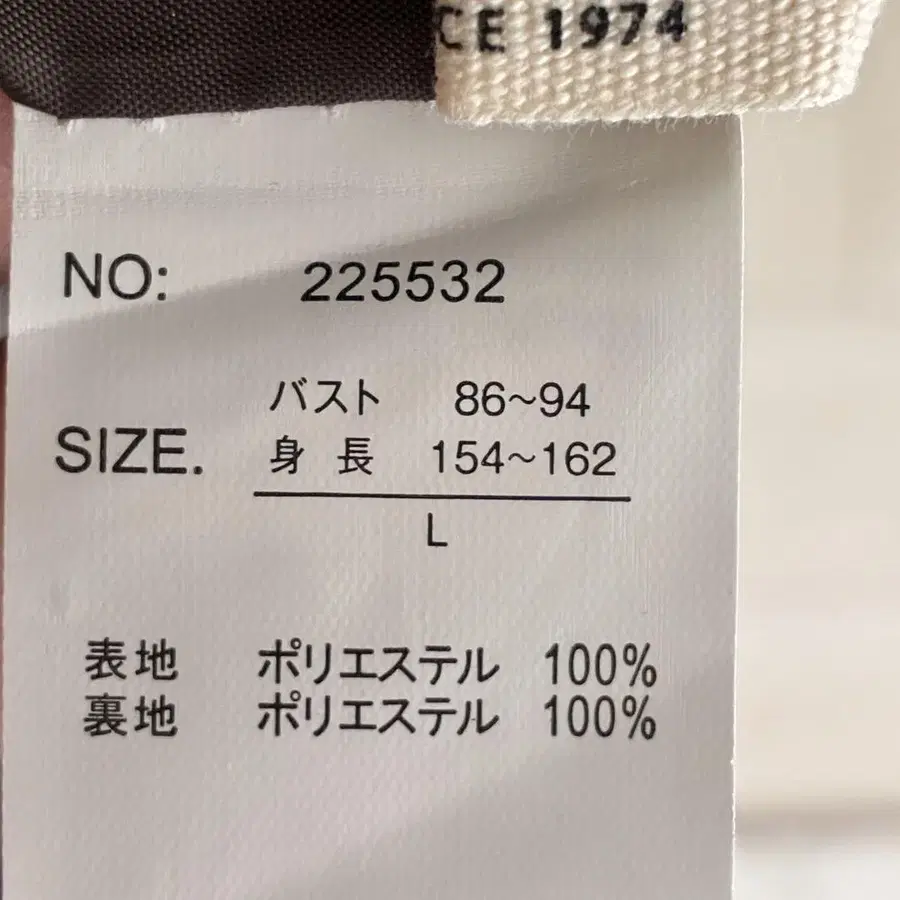 CE 1974
NO: 225532
バスト 86~94
SIZE. 身長 154~162
L
表地 ポリエステル 100%
裏地 ポリエステル 100%